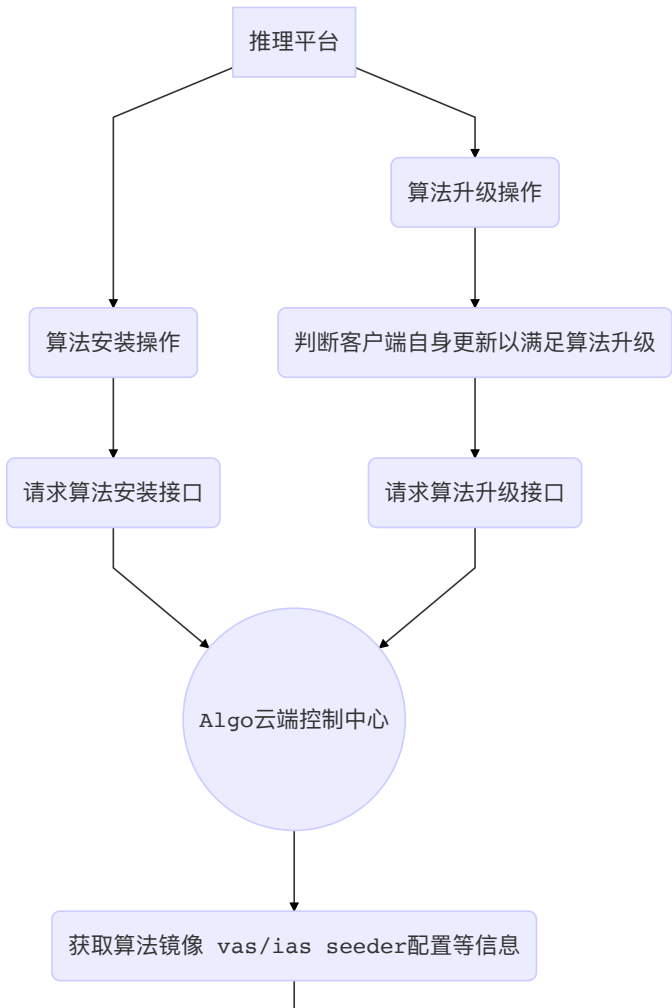 推理平台
算法升级操作
算法安装操作
判断客户端自身更新以满足算法升级
请求算法安装接口
请求算法升级接口
Algo云端控制中心
获取算法镜像 vas/ias seeder配置等信息